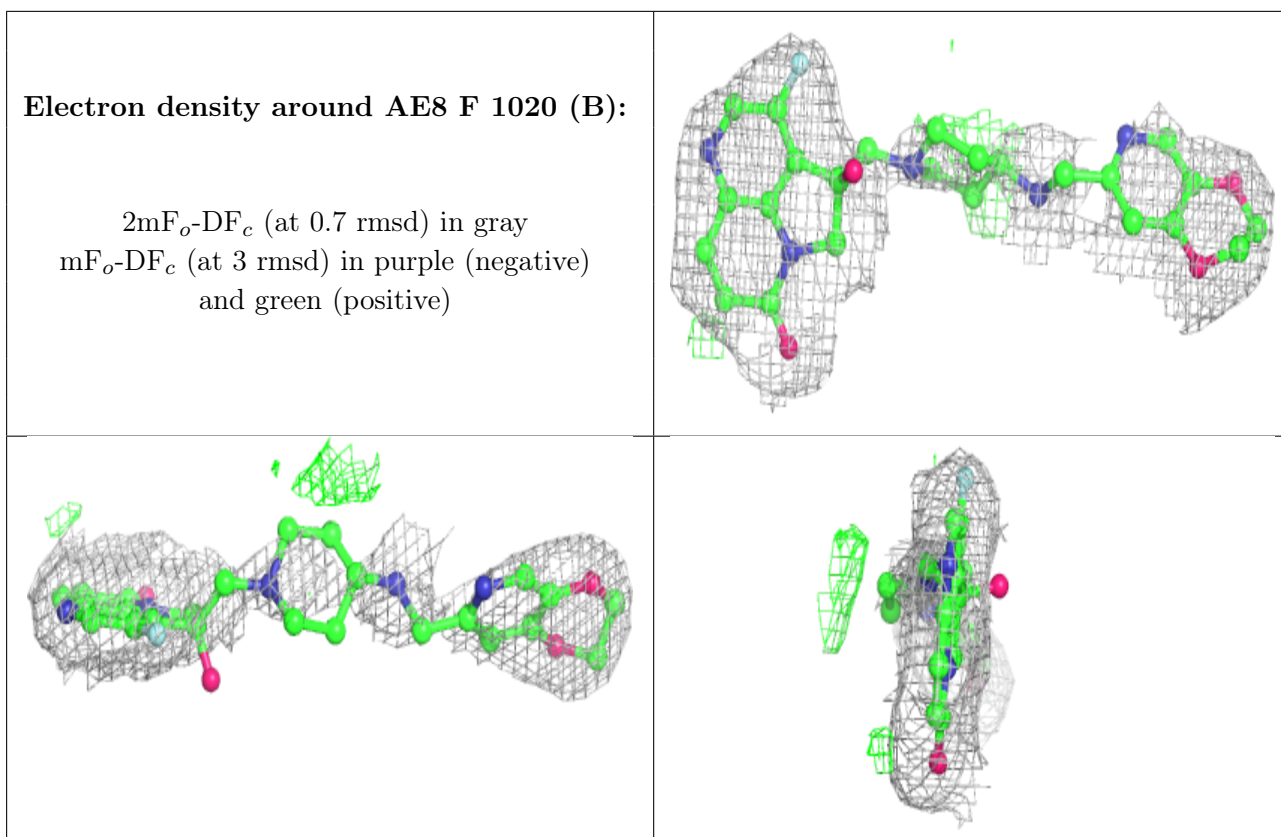 Electron density around AE8 F 1020 (B):
2mFₒ-DF𝒸 (at 0.7 rmsd) in gray
mFₒ-DF𝒸 (at 3 rmsd) in purple (negative)
and green (positive)